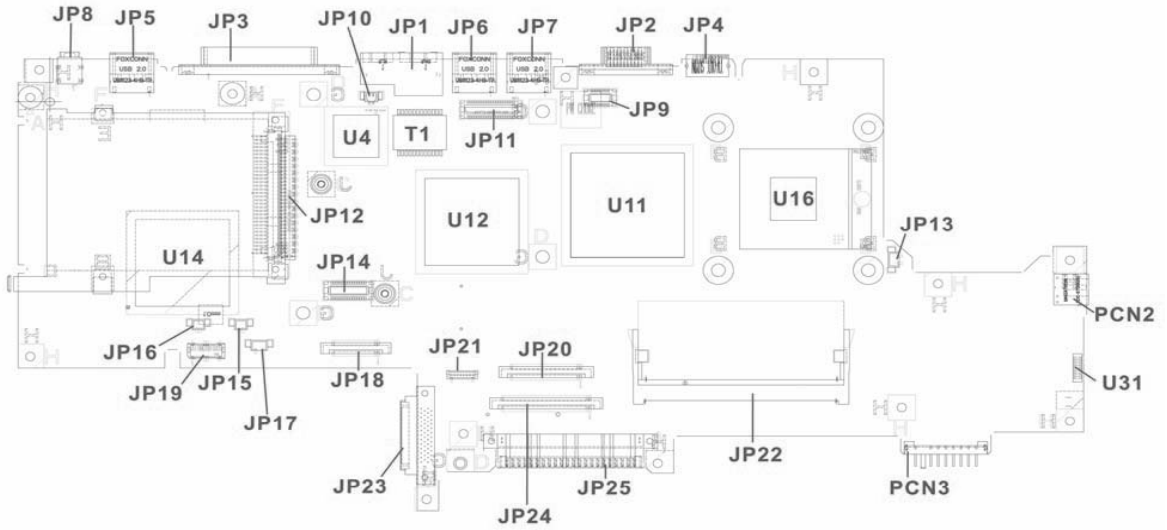 JP8
JP5
JP3
JP10
JP1
JP6
JP7
JP2
JP4
FOXCONN
USB 2.0
FOXCONN
USB 2.0
FOXCONN
USB 2.0
JP9
JP11
U4
T1
JP12
U12
U11
U16
JP13
U14
JP14
PCN2
JP16
JP15
JP19
JP17
JP18
JP21
JP20
U31
JP22
JP23
JP24
JP25
PCN3